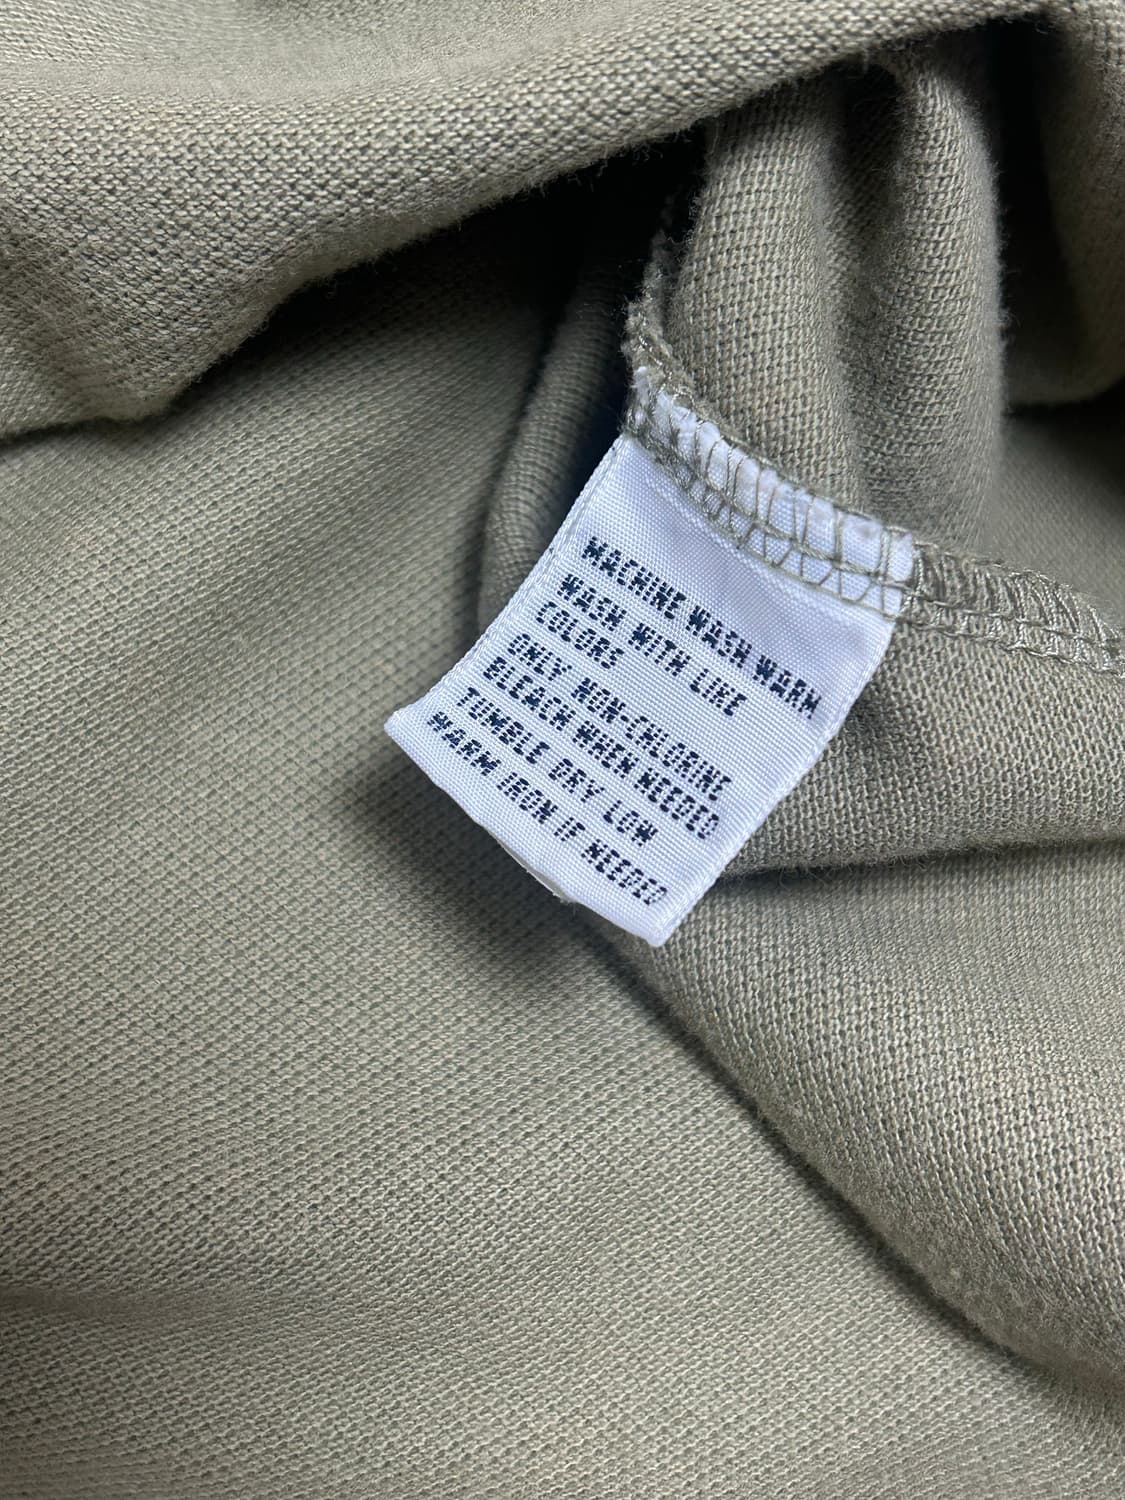 MACHINE WASH WARM
WASH WITH LIKE
COLORS
ONLY NON-CHLORINE
BLEACH WHEN NEEDED
TUMBLE DRY LOW
WARM IRON IF NEEDED